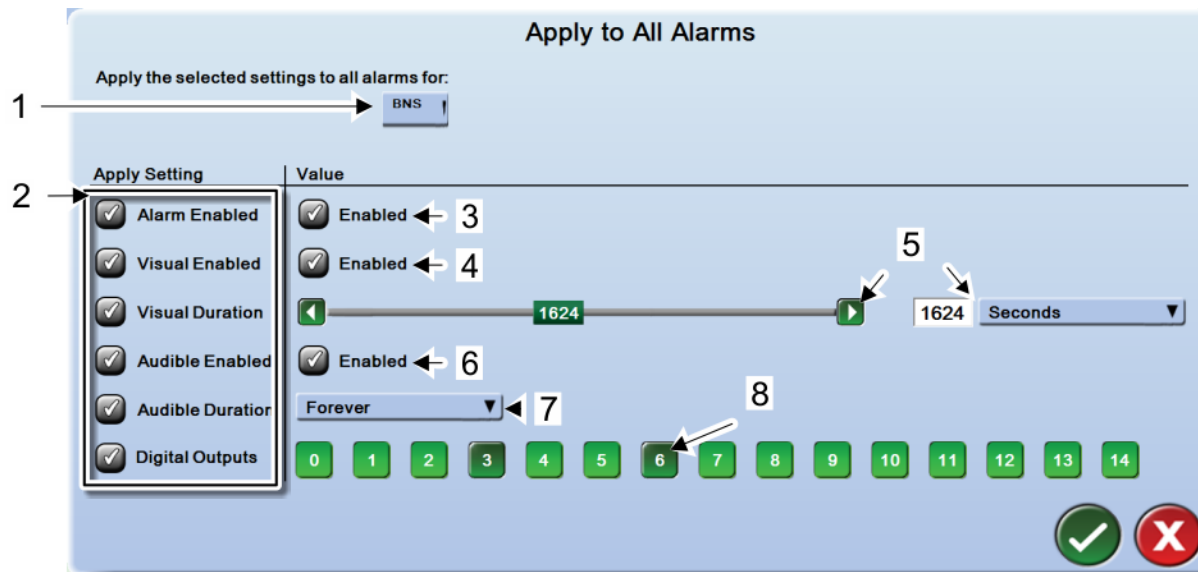 Apply to All Alarms
Apply the selected settings to all alarms for:
1
BNS
2
Apply Setting
Value
Alarm Enabled
Enabled
3
Visual Enabled
Enabled
4
5
Visual Duration
1624
1624
Seconds
Audible Enabled
Enabled
6
Audible Duration
Forever
7
8
Digital Outputs
0 1 2 3 4 5 6 7 8 9 10 11 12 13 14